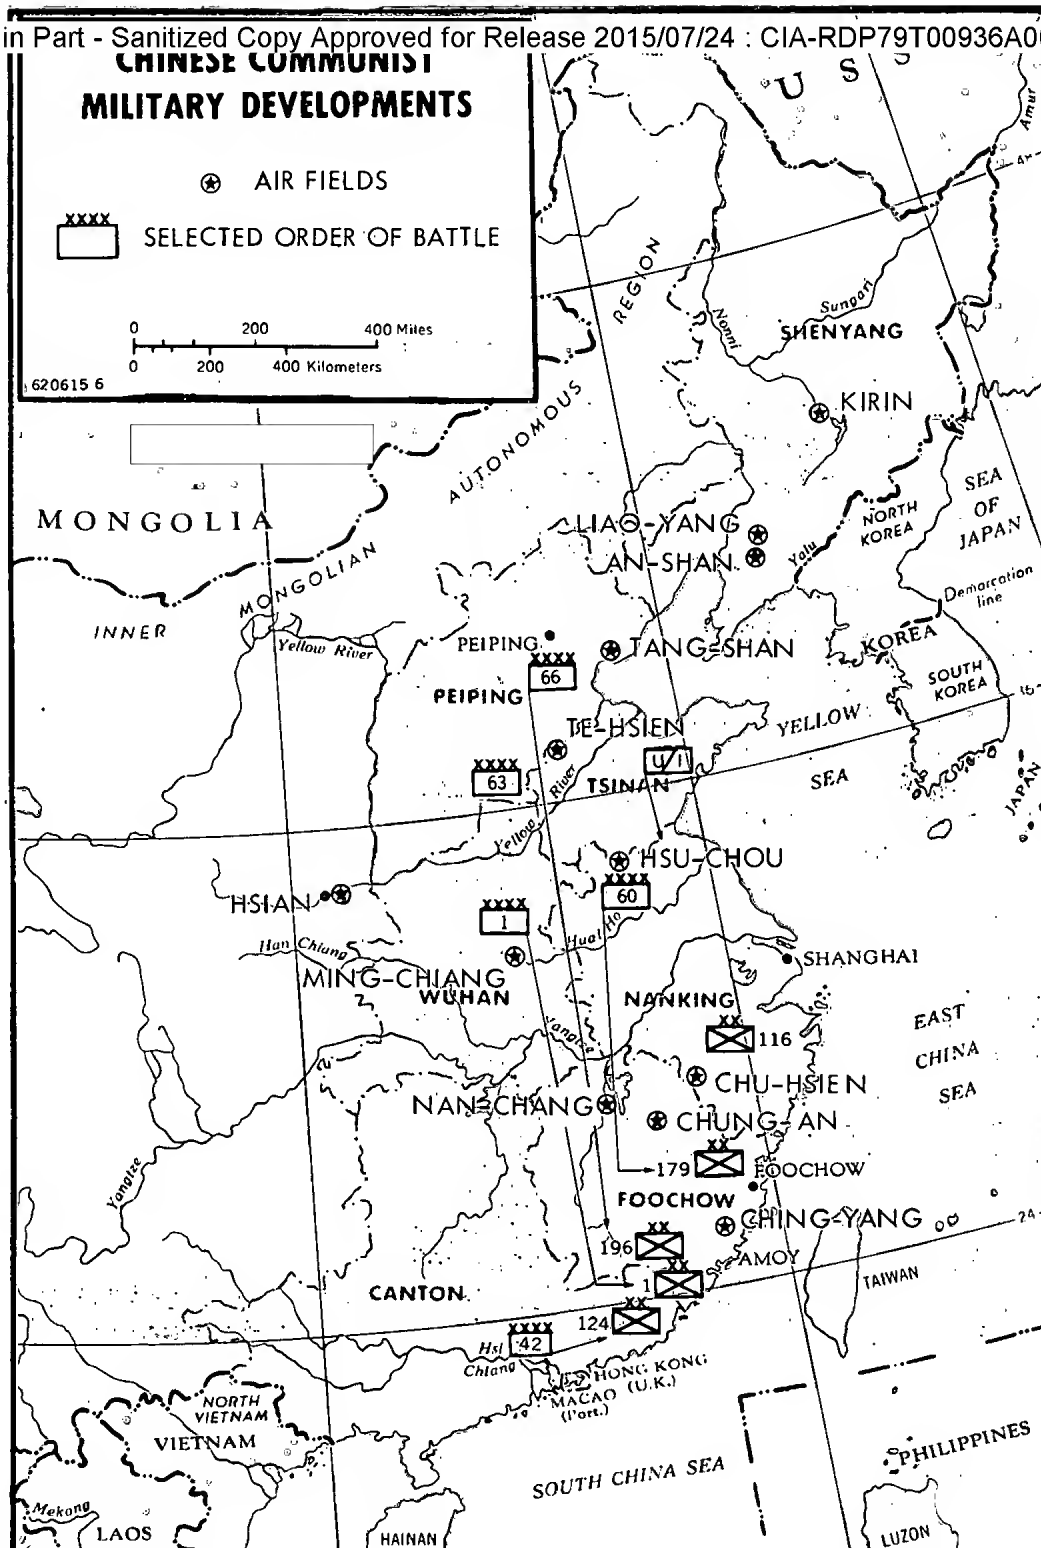 in Part - Sanitized Copy Approved for Release 2015/07/24 : CIA-RDP79T00936A0
CHINESE COMMUNIST
MILITARY DEVELOPMENTS
AIR FIELDS
XXXX
SELECTED ORDER OF BATTLE
0 200 400 Miles
0 200 400 Kilometers
620615 6
U S S
Amur
REGION
Nonni
Sungari
SHENYANG
KIRIN
AUTONOMOUS
SEA
OF
JAPAN
NORTH
KOREA
MONGOLIA
LIAO-YANG
AN-SHAN
Yalu
MONGOLIAN
Demarcation
line
INNER
Yellow River
PEIPING
TANG-SHAN
KOREA
XXXX
66
SOUTH
KOREA
PEIPING
YELLOW
TE-HSIEN
XXXX
63
River
TSINAN
U/I
SEA
JAPAN
Yellow
HSU-CHOU
HSIAN
XXXX
60
XXXX
1
Huai Ho
Han Chiang
MING-CHIANG
SHANGHAI
WUHAN
NANKING
EAST
XX
116
Yangtze
CHINA
CHU-HSIEN
SEA
NAN-CHANG
CHUNG-AN
XX
179
FOOCHOW
Yangtze
FOOCHOW
CHING-YANG
24
XX
196
AMOY
XX
1
TAIWAN
CANTON
XX
124
XXXX
42
Hsi
Chiang
HONG KONG
(U.K.)
MACAO
(Port.)
NORTH
VIETNAM
VIETNAM
PHILIPPINES
SOUTH CHINA SEA
Mekong
LAOS
HAINAN
LUZON